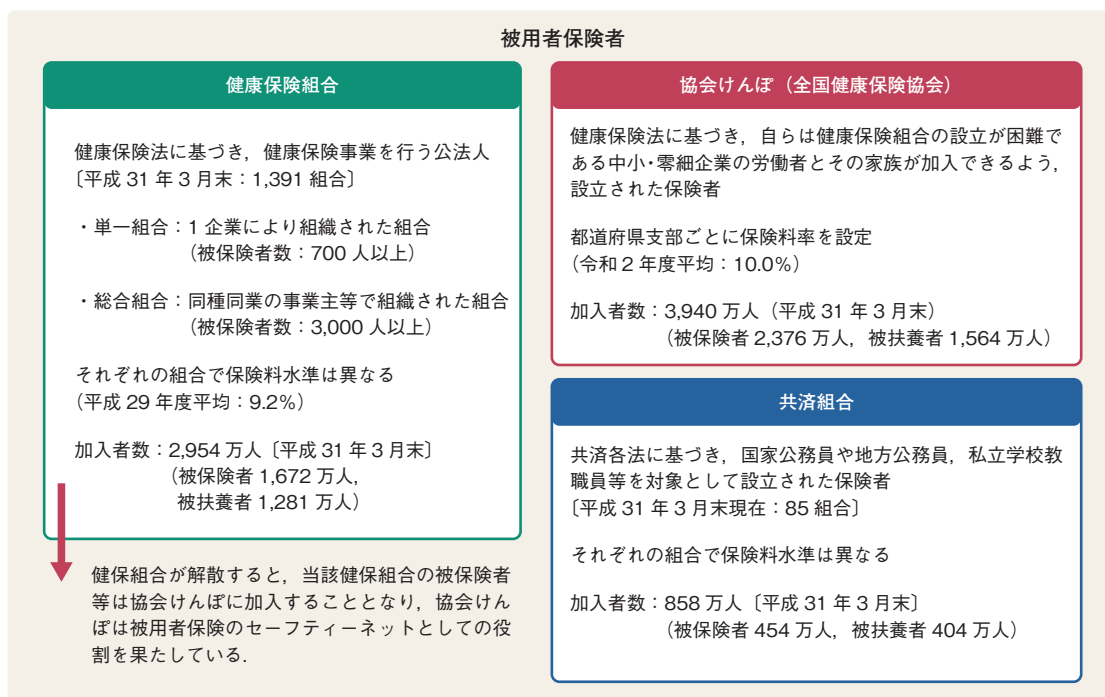 被用者保険者
健康保険組合
健康保険法に基づき，健康保険事業を行う公法人
〔平成 31 年 3 月末：1,391 組合〕
・単一組合：1 企業により組織された組合
（被保険者数：700 人以上）
・総合組合：同種同業の事業主等で組織された組合
（被保険者数：3,000 人以上）
それぞれの組合で保険料水準は異なる
（平成 29 年度平均：9.2%）
加入者数：2,954 万人〔平成 31 年 3 月末〕
（被保険者 1,672 万人，
被扶養者 1,281 万人）
健保組合が解散すると，当該健保組合の被保険者
等は協会けんぽに加入することとなり，協会けん
ぽは被用者保険のセーフティーネットとしての役
割を果たしている．
協会けんぽ（全国健康保険協会）
健康保険法に基づき，自らは健康保険組合の設立が困難で
ある中小・零細企業の労働者とその家族が加入できるよう，
設立された保険者
都道府県支部ごとに保険料率を設定
（令和 2 年度平均：10.0%）
加入者数：3,940 万人（平成 31 年 3 月末）
（被保険者 2,376 万人，被扶養者 1,564 万人）
共済組合
共済各法に基づき，国家公務員や地方公務員，私立学校教
職員等を対象として設立された保険者
〔平成 31 年 3 月末現在：85 組合〕
それぞれの組合で保険料水準は異なる
加入者数：858 万人〔平成 31 年 3 月末〕
（被保険者 454 万人，被扶養者 404 万人）